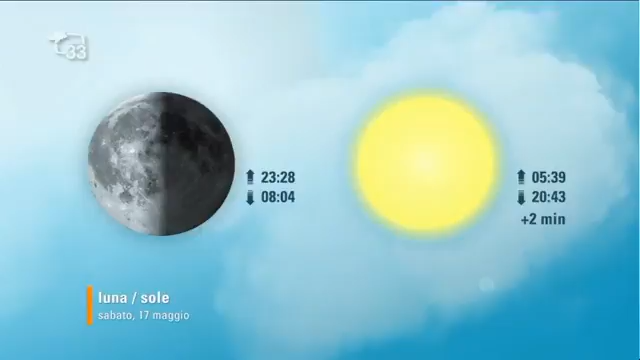 33
23:28
08:04
05:39
20:43
+2 min
luna / sole
sabato, 17 maggio